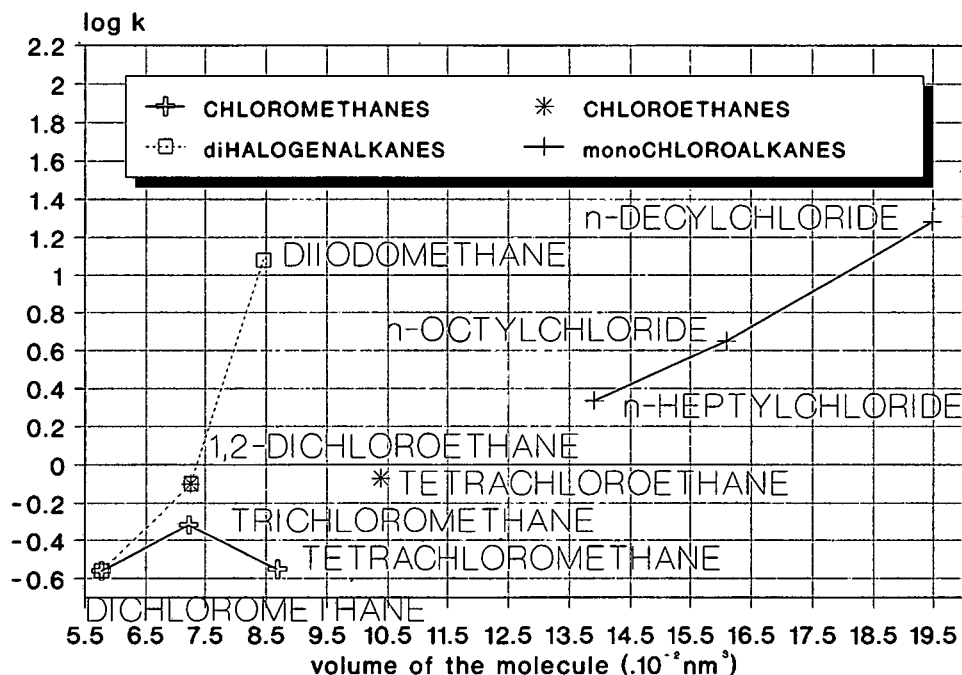 log k
2.2
2
1.8
1.6
1.4
1.2
1
0.8
0.6
0.4
0.2
0
-0.2
-0.4
-0.6
CHLOROMETHANES
CHLOROETHANES
diHALOGENALKANES
monoCHLOROALKANES
n-DECYLCHLORIDE
DIIODOMETHANE
n-OCTYLCHLORIDE
n-HEPTYLCHLORIDE
1,2-DICHLOROETHANE
TETRACHLOROETHANE
TRICHLOROMETHANE
TETRACHLOROMETHANE
DICHLOROMETHANE
5.5 6.5 7.5 8.5 9.5 10.5 11.5 12.5 13.5 14.5 15.5 16.5 17.5 18.5 19.5
volume of the molecule (.10⁻²nm³)